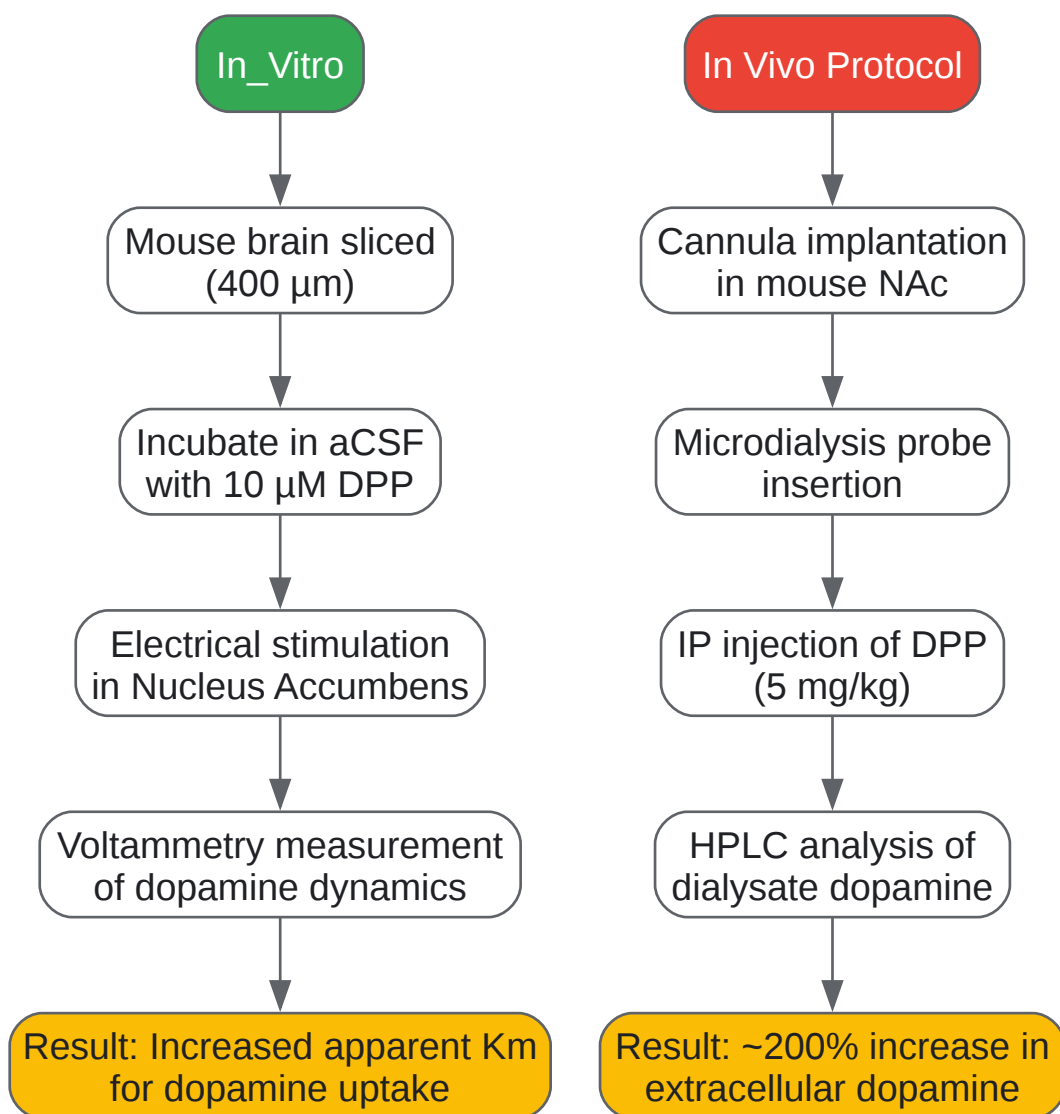 In_Vitro
Mouse brain sliced
(400 µm)
Incubate in aCSF
with 10 µM DPP
Electrical stimulation
in Nucleus Accumbens
Voltammetry measurement
of dopamine dynamics
Result: Increased apparent Km
for dopamine uptake
In Vivo Protocol
Cannula implantation
in mouse NAc
Microdialysis probe
insertion
IP injection of DPP
(5 mg/kg)
HPLC analysis of
dialysate dopamine
Result: ~200% increase in
extracellular dopamine